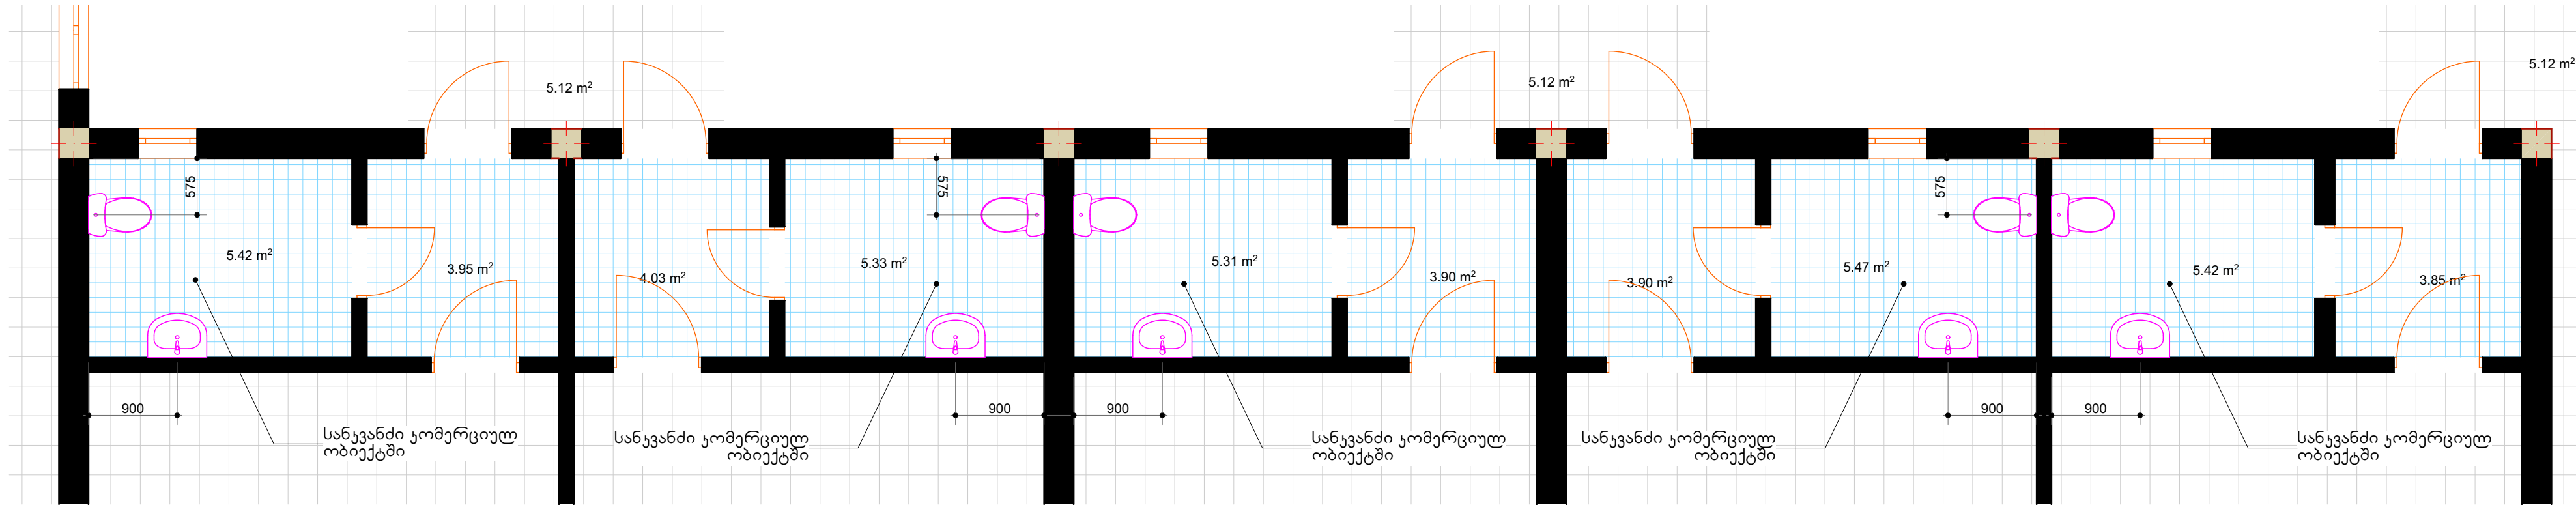 5.12 m²
5.12 m²
5.12 m²
575
575
575
5.42 m²
3.95 m²
4.03 m²
5.33 m²
5.31 m²
3.90 m²
3.90 m²
5.47 m²
5.42 m²
3.85 m²
900
900
900
900
900
სანკვანძი კომერციულ
ობიექტში
სანკვანძი კომერციულ
ობიექტში
სანკვანძი კომერციულ
ობიექტში
სანკვანძი კომერციულ
ობიექტში
სანკვანძი კომერციულ
ობიექტში